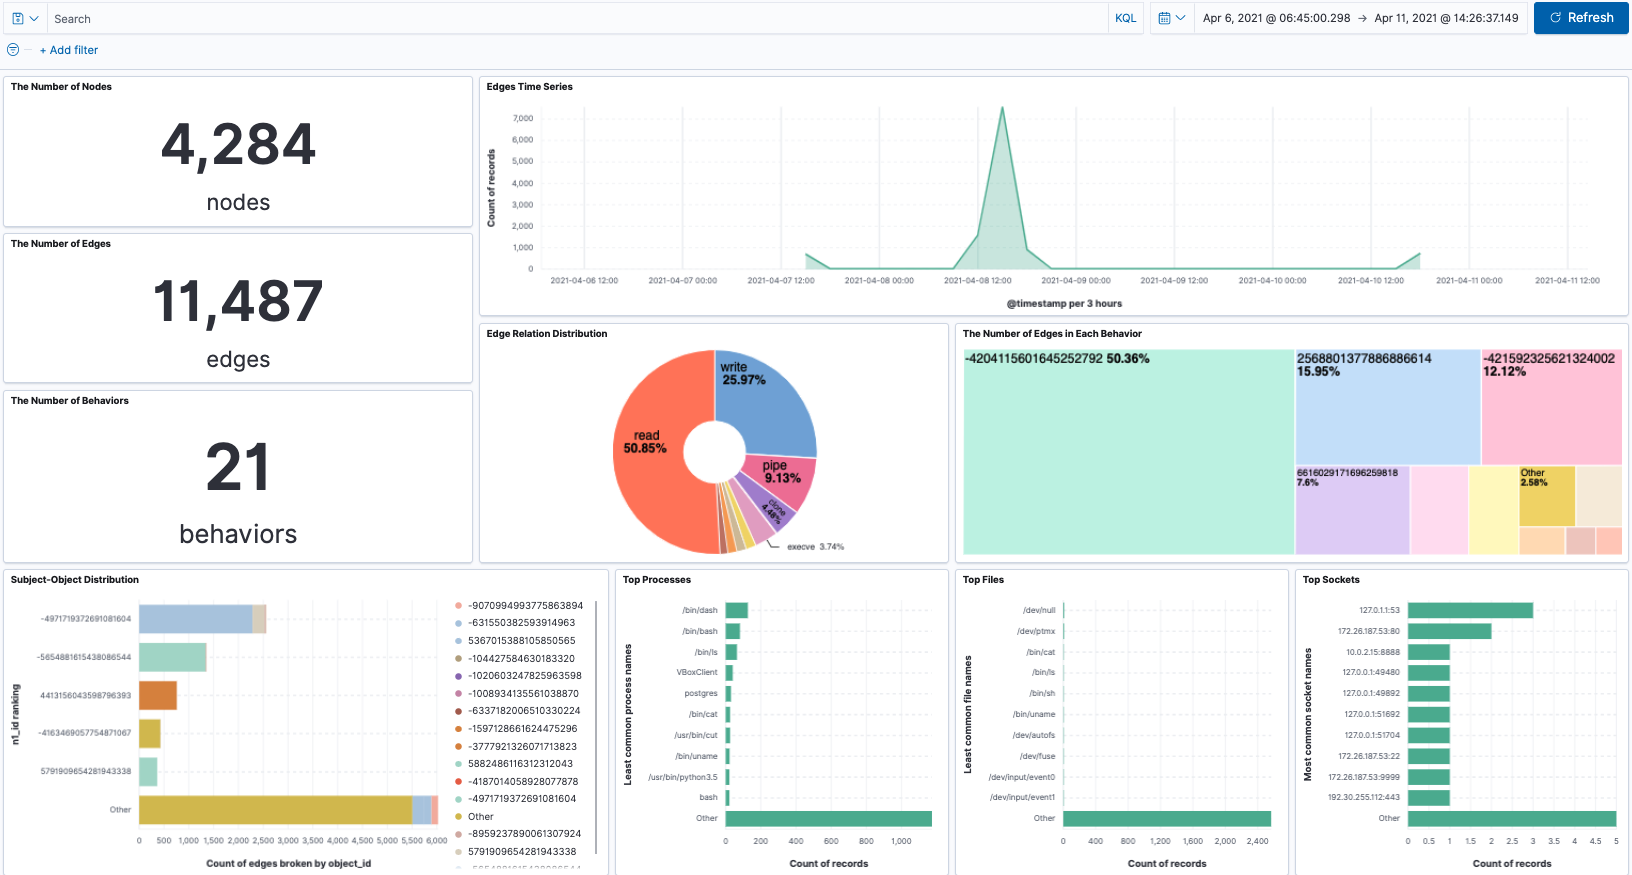 Search
KQL
Apr 6, 2021 @ 06:45:00.298 → Apr 11, 2021 @ 14:26:37.149
Refresh
+ Add filter
The Number of Nodes
4,284
nodes
The Number of Edges
11,487
edges
The Number of Behaviors
21
behaviors
Edges Time Series
Count of records
7,000
6,000
5,000
4,000
3,000
2,000
1,000
0
2021-04-06 12:00
2021-04-07 00:00
2021-04-07 12:00
2021-04-08 00:00
2021-04-08 12:00
2021-04-09 00:00
2021-04-09 12:00
2021-04-10 00:00
2021-04-10 12:00
2021-04-11 00:00
2021-04-11 12:00
@timestamp per 3 hours
Edge Relation Distribution
write
25.97%
read
50.85%
pipe
9.13%
clone
4.48%
execve 3.74%
The Number of Edges in Each Behavior
-4204115601645252792 50.36%
2568801377886886614
15.95%
-421592325621324002
12.12%
6616029171696259818
7.6%
Other
2.58%
Subject-Object Distribution
n1_id ranking
-4971719372691081604
-5654881615438086544
4413156043598796393
-4163469057754871067
5791909654281943338
Other
0
500
1,000
1,500
2,000
2,500
3,000
3,500
4,000
4,500
5,000
5,500
6,000
Count of edges broken by object_id
-9070994993775863894
-631550382593914963
5367015388105850565
-104427584630183320
-1020603247825963598
-1008934135561038870
-6337182006510330224
-1597128661624475296
-3777921326071713823
5882486116312312043
-4187014058928077878
-4971719372691081604
Other
-8959237890061307924
5791909654281943338
Top Processes
Least common process names
/bin/dash
/bin/bash
/bin/ls
VBoxClient
postgres
/bin/cat
/usr/bin/cut
/bin/uname
/usr/bin/python3.5
bash
Other
0
200
400
600
800
1,000
Count of records
Top Files
Least common file names
/dev/null
/dev/ptmx
/bin/cat
/bin/ls
/bin/sh
/bin/uname
/dev/autofs
/dev/fuse
/dev/input/event0
/dev/input/event1
Other
0
400
800
1,200
1,600
2,000
2,400
Count of records
Top Sockets
Most common socket names
127.0.1.1:53
172.26.187.53:80
10.0.2.15:8888
127.0.0.1:49480
127.0.0.1:49892
127.0.0.1:51692
127.0.0.1:51704
172.26.187.53:22
172.26.187.53:9999
192.30.255.112:443
Other
0
0.5
1
1.5
2
2.5
3
3.5
4
4.5
5
Count of records